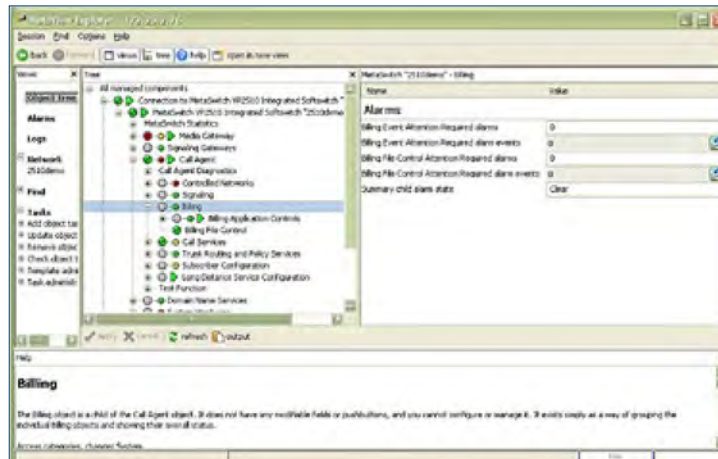 MetaView Explorer
Session Find Options Help
Back views tree help open in new view
Views
Tree
MetaSwitch "2510demo" - Billing
Object tree
Alarms
Logs
Network
2510demo
Find
Tasks
Add object
Update object
Remove object
Check object
Template
Task
All managed components
Connection to MetaSwitch VP2510 Integrated Softswitch "
MetaSwitch VP2510 Integrated Softswitch "2510demo
MetaSwitch Statistics
Media Gateway
Signaling Gateways
Call Agent
Call Agent Diagnostics
Controlled Networks
Signaling
Billing
Billing Application Controls
Billing File Control
Call Services
Trunk Routing and Policy Services
Subscriber Configuration
Long Distance Service Configuration
Test Function
Domain Name Services
Name Value
Alarms
Billing Event Attention Required alarms 0
Billing Event Attention Required alarm events 0
Billing File Control Attention Required alarms 0
Billing File Control Attention Required alarm events 0
Summary child alarm state Clear
refresh output
Help
Billing
The Billing object is a child of the Call Agent object. It does not have any modifiable fields or pushbuttons, and you cannot configure or manage it. It exists simply as a way of grouping the
individual Billing objects and showing their overall status.
Access categories, changes